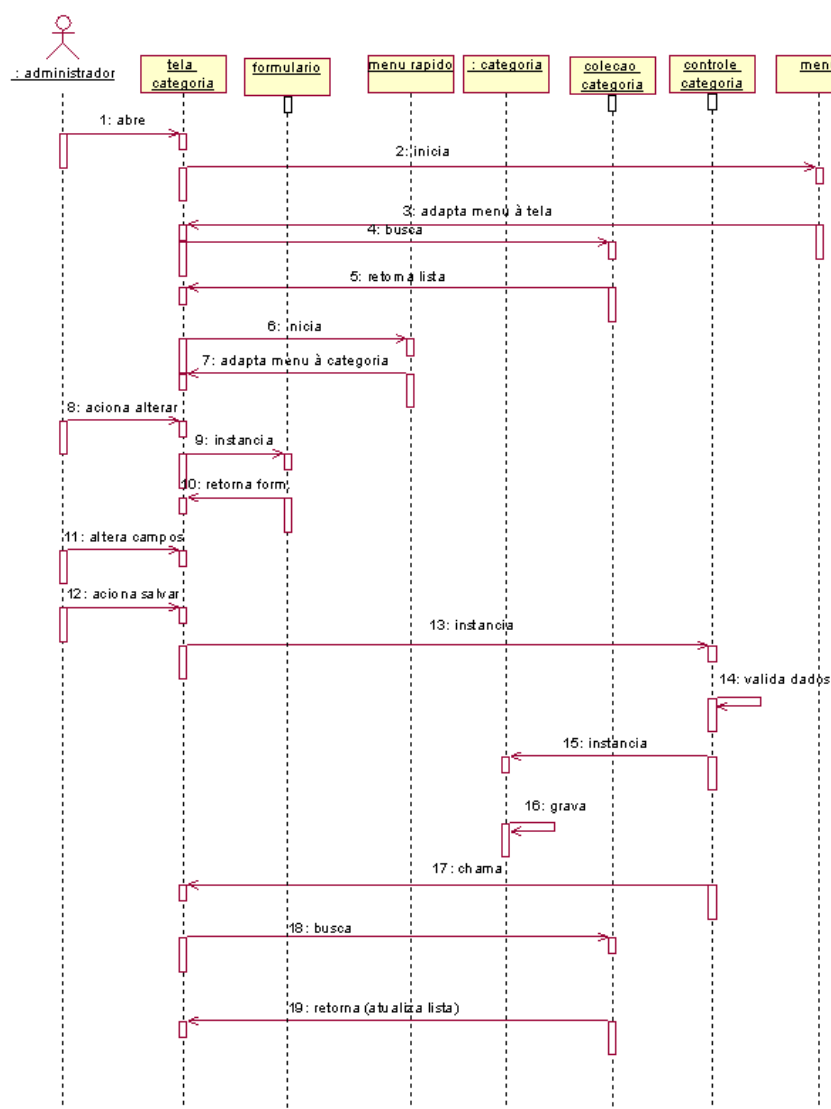 : administrador
tela
categoria
formulario
menu rapido
: categoria
colecao
categoria
controle
categoria
men
1: abre
2: inicia
3: adapta menu à tela
4: busca
5: retorna lista
6: inicia
7: adapta menu à categoria
8: aciona alterar
9: instancia
10: retorna form.
11: altera campos
12: aciona salvar
13: instancia
14: valida dados
15: instancia
16: grava
17: chama
18: busca
19: retorna (atualiza lista)